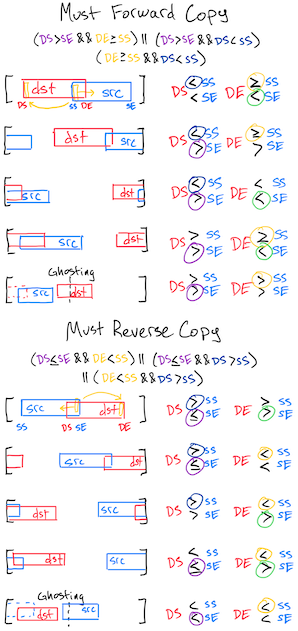 Must Forward Copy
(DS>SE && DE≥SS) || (DS>SE && DS<SS)
(DE≥SS && DS<SS)
[ dst src ] DS < SS DE ≥ SS
DS SS DE SE < SE < SE
[ dst src ] DS < SS DE ≥ SS
> SE > SE
[ src dst ] DS < SS DE < SS
> SE < SE
[ src dst ] DS > SS DE ≥ SS
> SE < SE
Ghosting
[ src dst ] DS > SS DE ≥ SS
> SE > SE
Must Reverse Copy
(DS≤SE && DE<SS) || (DS≤SE && DS>SS)
|| (DE<SS && DS>SS)
[ src dst ] DS > SS DE > SS
SS DS SE DE ≤ SE > SE
[ src dst ] DS > SS DE < SS
≤ SE < SE
[ dst src ] DS > SS DE < SS
> SE > SE
[ dst src ] DS < SS DE < SS
≤ SE > SE
Ghosting
[ dst src ] DS < SS DE < SS
≤ SE < SE